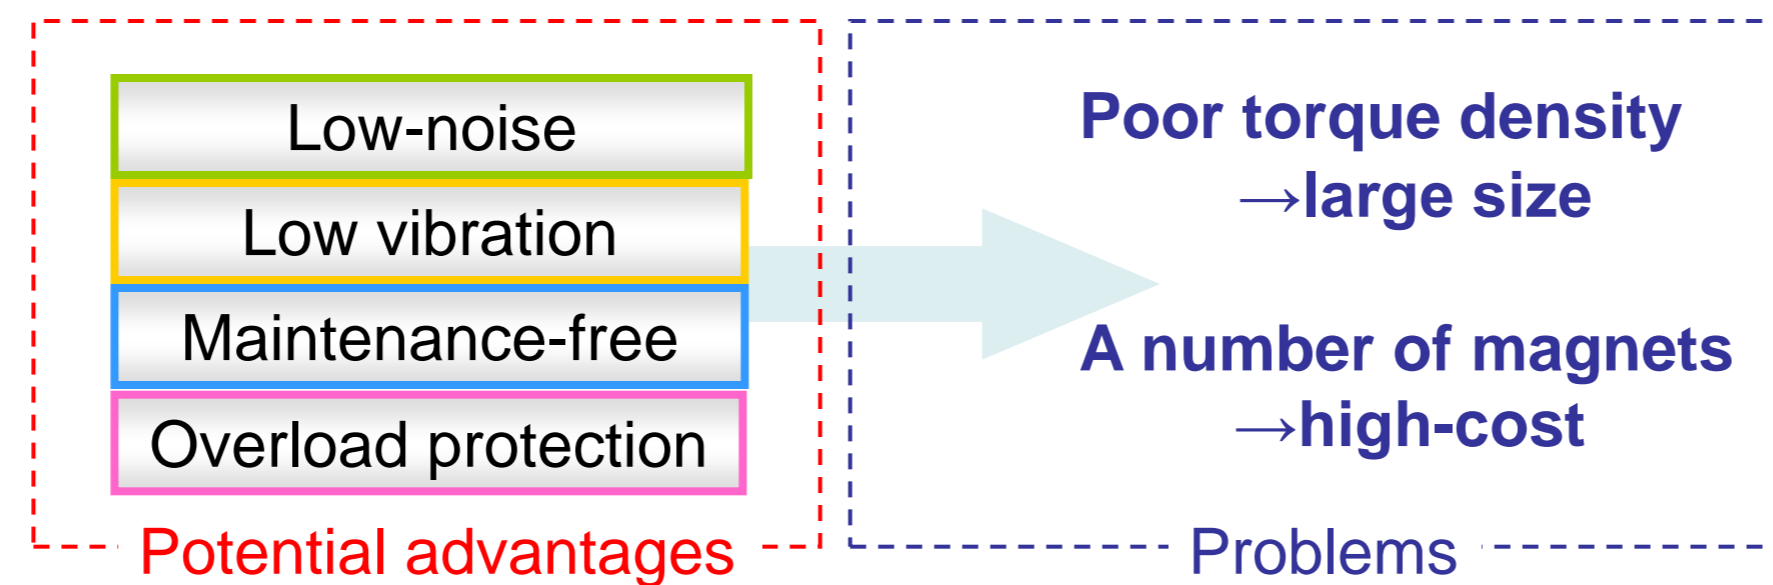 Low-noise
Low vibration
Maintenance-free
Overload protection
Potential advantages
Poor torque density
→large size
A number of magnets
→high-cost
Problems